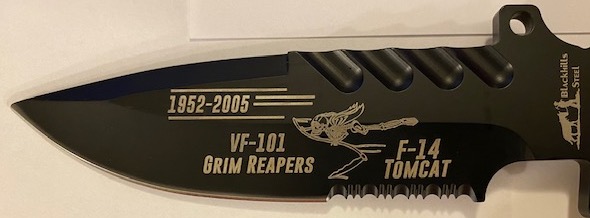 1952-2005
VF-101
GRIM REAPERS
F-14
TOMCAT
Blackhills
Steel